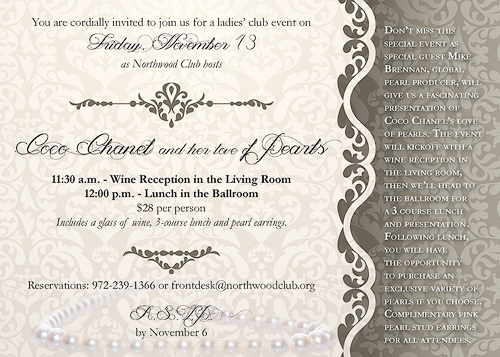 You are cordially invited to join us for a ladies' club event on
Friday, November 13
as Northwood Club hosts
Coco Chanel and her love of Pearls
11:30 a.m. - Wine Reception in the Living Room
12:00 p.m. - Lunch in the Ballroom
$28 per person
Includes a glass of wine, 3-course lunch and pearl earrings.
Reservations: 972-239-1366 or frontdesk@northwoodclub.org
R.S.V.P
by November 6
Don't miss this
special event as
special guest Mike
Brennan, global
pearl producer, will
give us a fascinating
presentation of
Coco Chanel's love
of pearls. The event
will kickoff with a
wine reception in
the living room,
then we'll head to
the ballroom for
a 3 course lunch
and presentation.
Following lunch,
you will have
the opportunity
to purchase an
exclusive variety of
pearls if you choose.
Complimentary pink
pearl stud earrings
for all attendees.